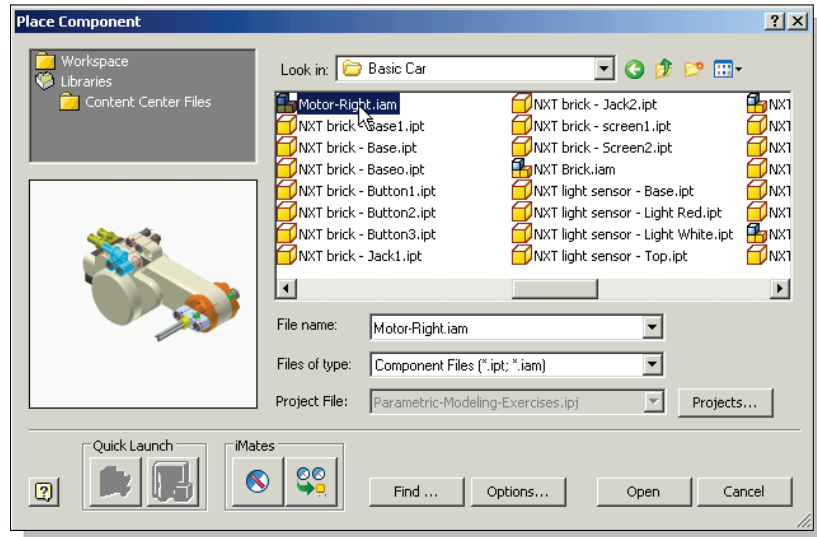 Place Component
Workspace
Libraries
Content Center Files
Look in: Basic Car
Motor-Right.iam
NXT brick - Base1.ipt
NXT brick - Base.ipt
NXT brick - Baseo.ipt
NXT brick - Button1.ipt
NXT brick - Button2.ipt
NXT brick - Button3.ipt
NXT brick - Jack1.ipt
NXT brick - Jack2.ipt
NXT brick - screen1.ipt
NXT brick - Screen2.ipt
NXT Brick.iam
NXT light sensor - Base.ipt
NXT light sensor - Light Red.ipt
NXT light sensor - Light White.ipt
NXT light sensor - Top.ipt
File name: Motor-Right.iam
Files of type: Component Files (*.ipt; *.iam)
Project File: Parametric-Modeling-Exercises.ipj Projects...
Quick Launch iMates
Find ... Options... Open Cancel